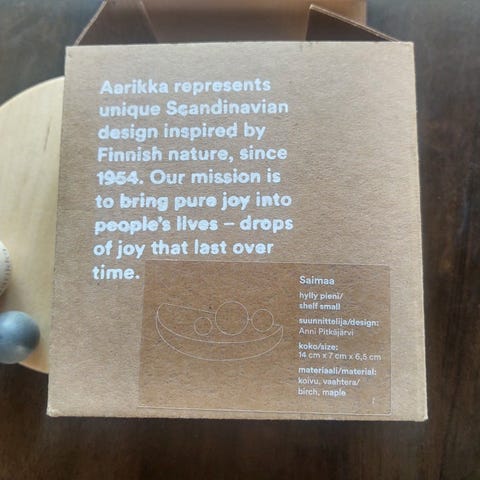 Aarikka represents
unique Scandinavian
design inspired by
Finnish nature, since
1954. Our mission is
to bring pure joy into
people's lives – drops
of joy that last over
time.
Saimaa
hylly pieni/
shelf small
suunnittelija/design:
Anni Pitkäjärvi
koko/size:
14 cm x 7 cm x 6,5 cm
materiaali/material:
koivu, vaahtera/
birch, maple